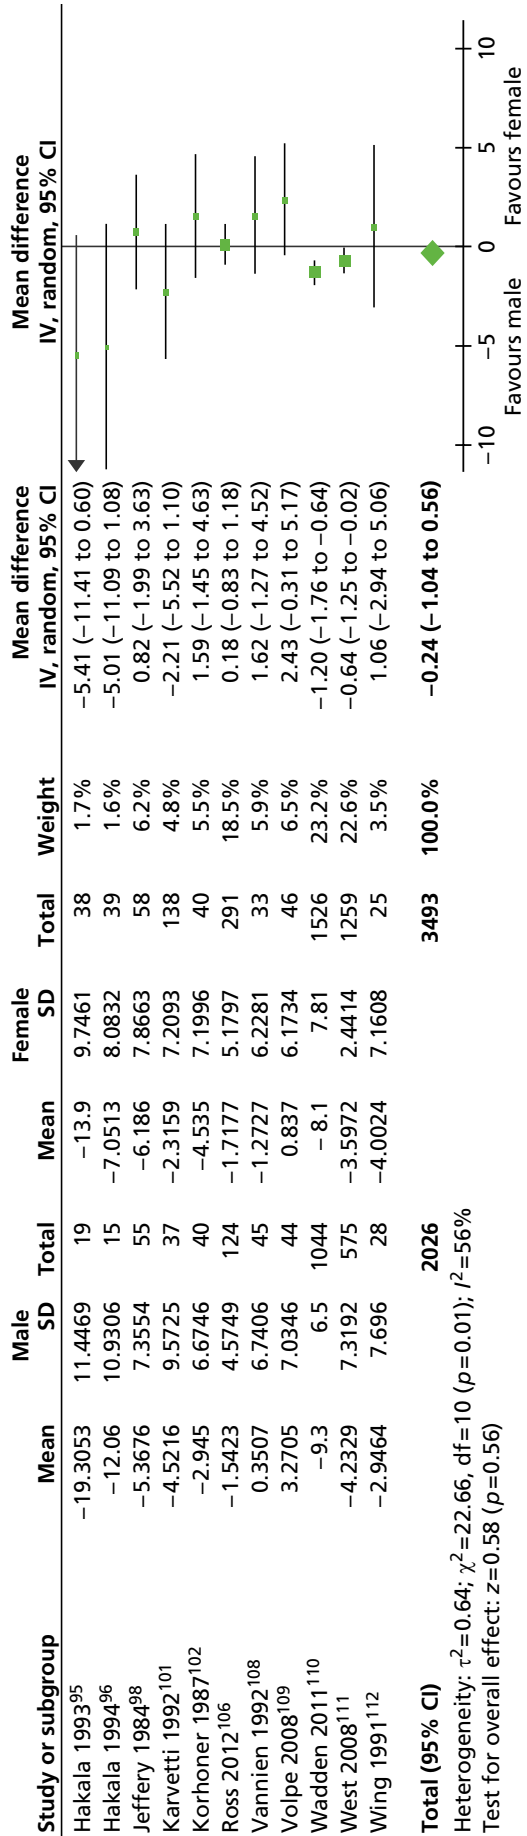 Male Female Mean difference Mean difference
Study or subgroup Mean SD Total Mean SD Total Weight IV, random, 95% CI IV, random, 95% CI
Hakala 1993⁹⁵ −19.3053 11.4469 19 −13.9 9.7461 38 1.7% −5.41 (−11.41 to 0.60)
Hakala 1994⁹⁶ −12.06 10.9306 15 −7.0513 8.0832 39 1.6% −5.01 (−11.09 to 1.08)
Jeffery 1984⁹⁸ −5.3676 7.3554 55 −6.186 7.8663 58 6.2% 0.82 (−1.99 to 3.63)
Karvetti 1992¹⁰¹ −4.5216 9.5725 37 −2.3159 7.2093 138 4.8% −2.21 (−5.52 to 1.10)
Korhoner 1987¹⁰² −2.945 6.6746 40 −4.535 7.1996 40 5.5% 1.59 (−1.45 to 4.63)
Ross 2012¹⁰⁶ −1.5423 4.5749 124 −1.7177 5.1797 291 18.5% 0.18 (−0.83 to 1.18)
Vannien 1992¹⁰⁸ 0.3507 6.7406 45 −1.2727 6.2281 33 5.9% 1.62 (−1.27 to 4.52)
Volpe 2008¹⁰⁹ 3.2705 7.0346 44 0.837 6.1734 46 6.5% 2.43 (−0.31 to 5.17)
Wadden 2011¹¹⁰ −9.3 6.5 1044 − 8.1 7.81 1526 23.2% −1.20 (−1.76 to −0.64)
West 2008¹¹¹ −4.2329 7.3192 575 −3.5972 2.4414 1259 22.6% −0.64 (−1.25 to −0.02)
Wing 1991¹¹² −2.9464 7.696 28 −4.0024 7.1608 25 3.5% 1.06 (−2.94 to 5.06)
Total (95% CI) 2026 3493 100.0% −0.24 (−1.04 to 0.56)
Heterogeneity: τ²=0.64; χ²=22.66, df=10 (p=0.01); I²=56%
Test for overall effect: z=0.58 (p=0.56)
−10 −5 0 5 10
Favours male Favours female